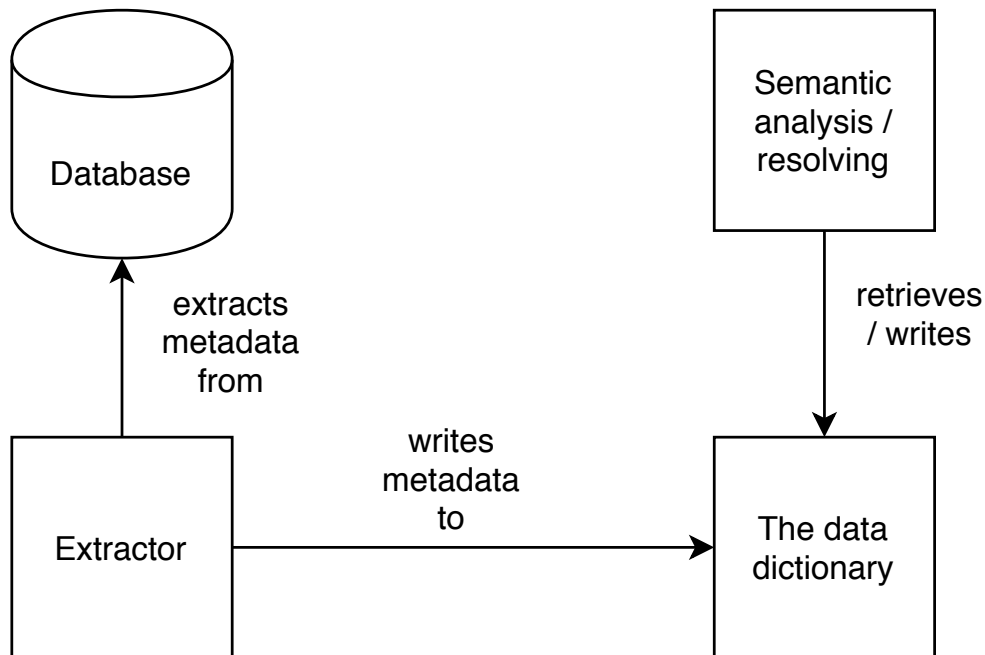 Database
Semantic
analysis /
resolving
extracts
metadata
from
retrieves
/ writes
Extractor
writes
metadata
to
The data
dictionary